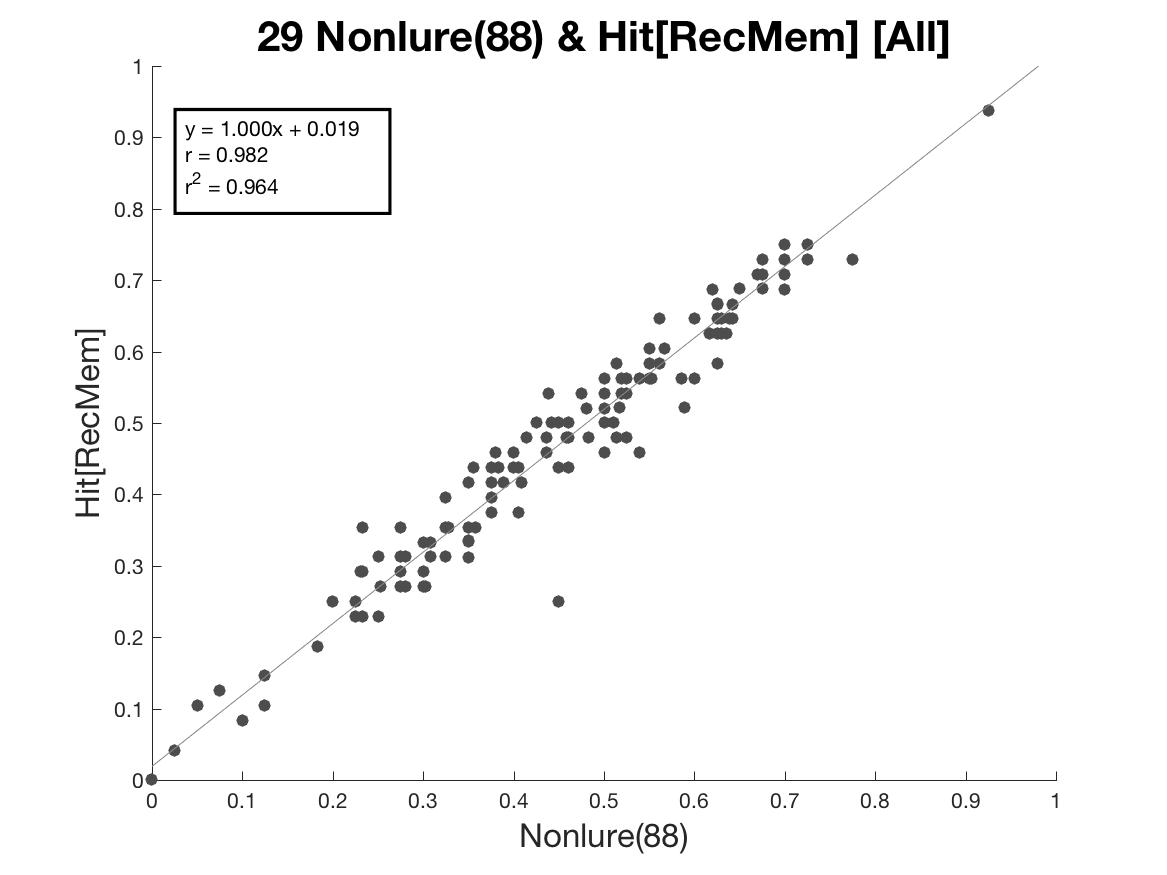 29 Nonlure(88) & Hit[RecMem] [All]
y = 1.000x + 0.019
r = 0.982
r² = 0.964
Hit[RecMem]
1
0.9
0.8
0.7
0.6
0.5
0.4
0.3
0.2
0.1
0
0 0.1 0.2 0.3 0.4 0.5 0.6 0.7 0.8 0.9 1
Nonlure(88)